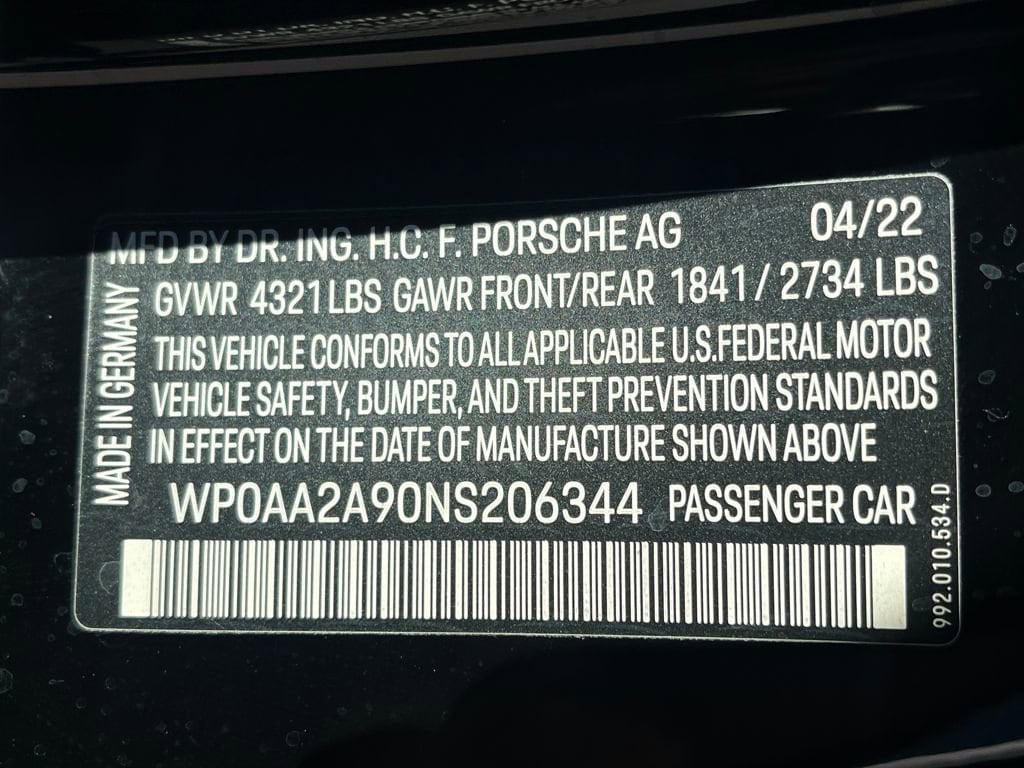 MFD BY DR. ING. H.C. F. PORSCHE AG 04/22
GVWR 4321 LBS GAWR FRONT/REAR 1841 / 2734 LBS
THIS VEHICLE CONFORMS TO ALL APPLICABLE U.S.FEDERAL MOTOR
VEHICLE SAFETY, BUMPER, AND THEFT PREVENTION STANDARDS
IN EFFECT ON THE DATE OF MANUFACTURE SHOWN ABOVE
WP0AA2A90NS206344 PASSENGER CAR
MADE IN GERMANY
992.010.534.D